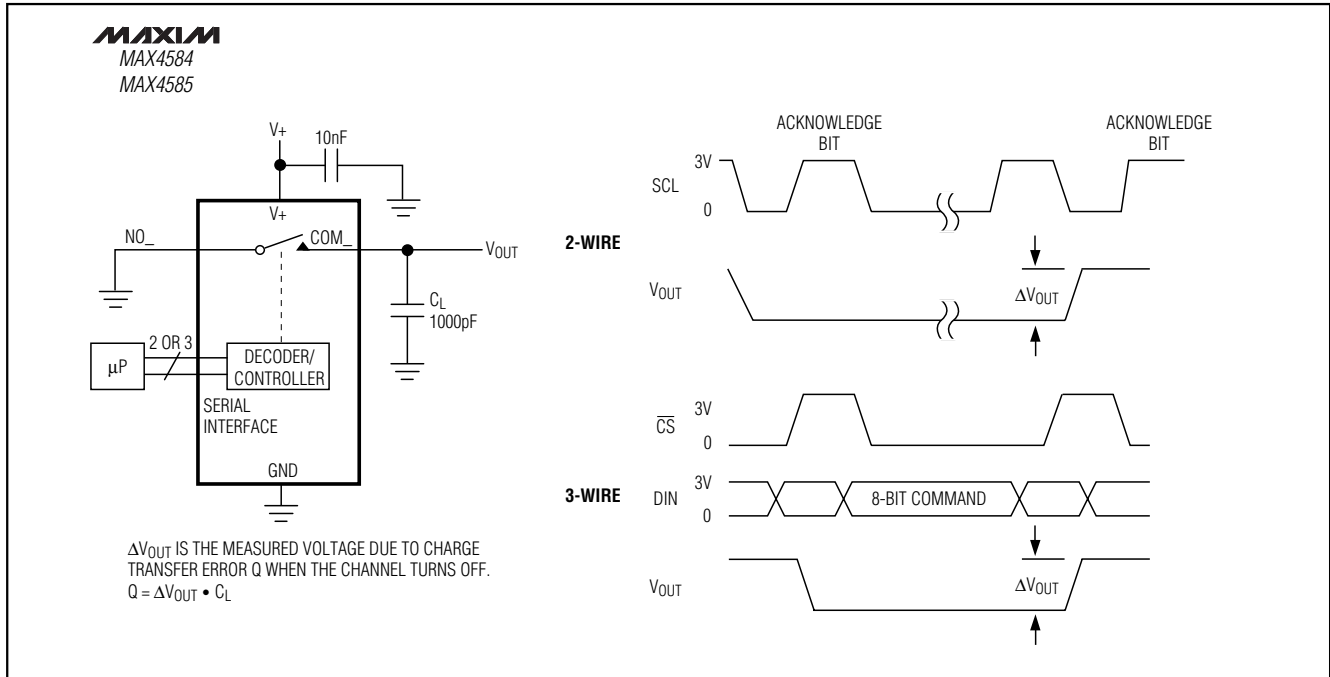 MAXIM
MAX4584
MAX4585
V+
10nF
V+
NO_
COM_
VOUT
CL
1000pF
2 OR 3
µP
DECODER/
CONTROLLER
SERIAL
INTERFACE
GND
ΔVOUT IS THE MEASURED VOLTAGE DUE TO CHARGE
TRANSFER ERROR Q WHEN THE CHANNEL TURNS OFF.
Q = ΔVOUT • CL
2-WIRE
ACKNOWLEDGE
BIT
ACKNOWLEDGE
BIT
SCL
3V
0
VOUT
ΔVOUT
3-WIRE
CS
3V
0
DIN
3V
0
8-BIT COMMAND
VOUT
ΔVOUT